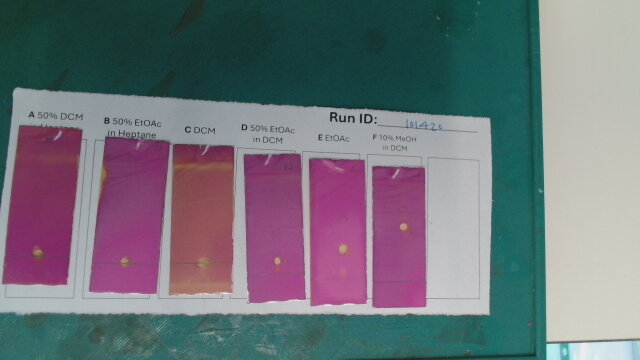 Run ID: 101420
A 50% DCM
B 50% EtOAc
in Heptane
C DCM
D 50% EtOAc
in DCM
E EtOAc
F 10% MeOH
in DCM